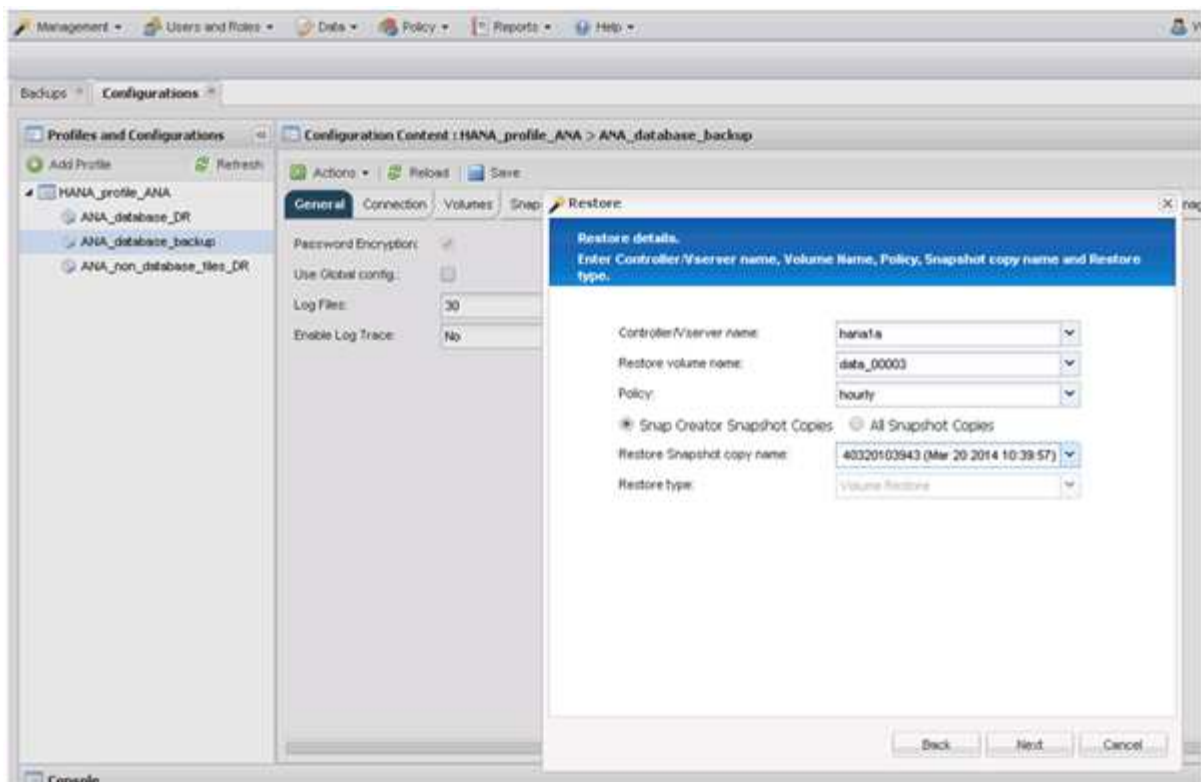 Management Users and Roles Data Policy Reports Help
Backups Configurations
Profiles and Configurations
Add Profile Refresh
HANA_profile_ANA
ANA_database_DR
ANA_database_backup
ANA_non_database_files_DR
Configuration Content : HANA_profile_ANA > ANA_database_backup
Actions Reload Save
General Connection Volumes Snap
Password Encryption:
Use Global config.:
Log Files: 30
Enable Log Trace: No
Restore
Restore details.
Enter Controller/Vserver name, Volume Name, Policy, Snapshot copy name and Restore
type.
Controller/Vserver name: hana1a
Restore volume name: data_00003
Policy: hourly
Snap Creator Snapshot Copies All Snapshot Copies
Restore Snapshot copy name: 40320103943 (Mar 20 2014 10:39:57)
Restore type: Volume Restore
Back Next Cancel
Console